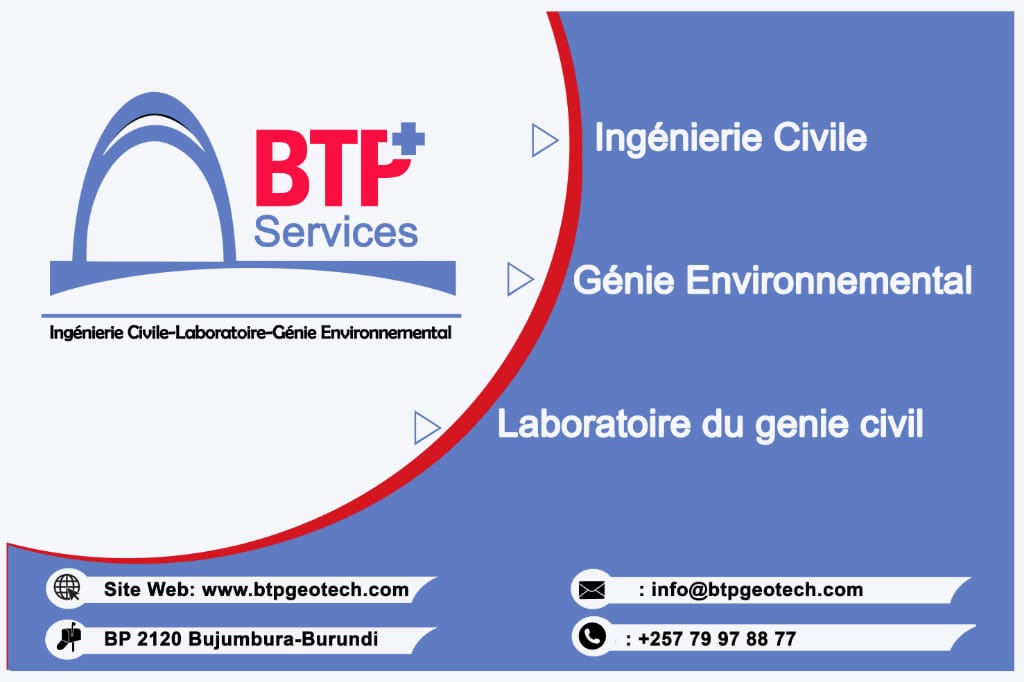 BTP+
Services
Ingénierie Civile-Laboratoire-Génie Environnemental
Ingénierie Civile
Génie Environnemental
Laboratoire du genie civil
Site Web: www.btpgeotech.com
BP 2120 Bujumbura-Burundi
: info@btpgeotech.com
: +257 79 97 88 77